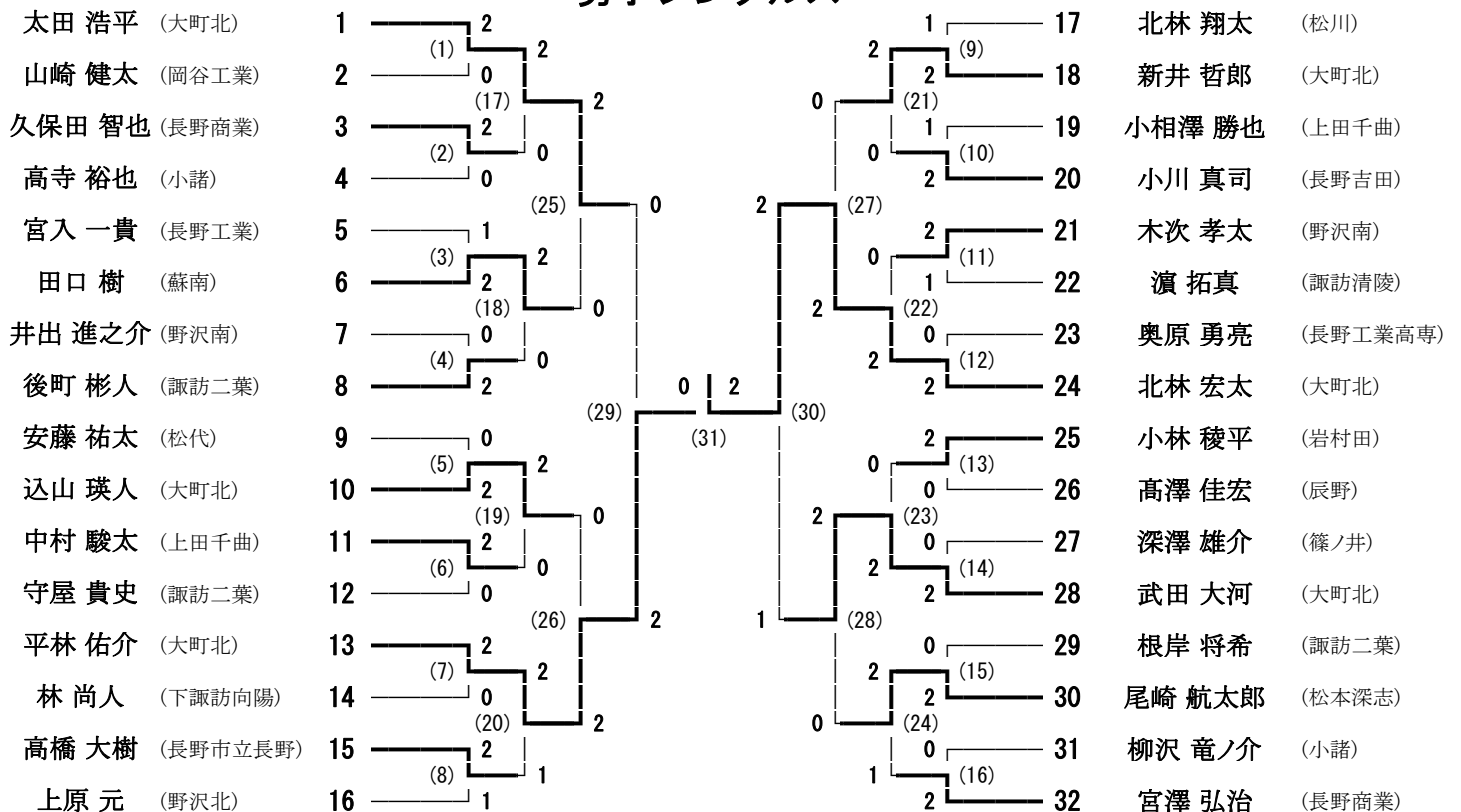 太田 浩平 (大町北) 1 2 1 17 北林 翔太 (松川)
(1) 2 2 (9)
山崎 健太 (岡谷工業) 2 0 2 18 新井 哲郎 (大町北)
(17) 2 0 (21)
久保田 智也 (長野商業) 3 2 1 19 小相澤 勝也 (上田千曲)
(2) 0 0 (10)
高寺 裕也 (小諸) 4 0 2 20 小川 真司 (長野吉田)
(25) 0 2 (27)
宮入 一貴 (長野工業) 5 1 2 21 木次 孝太 (野沢南)
(3) 2 0 (11)
田口 樹 (蘇南) 6 2 1 22 濵 拓真 (諏訪清陵)
(18) 0 2 (22)
井出 進之介 (野沢南) 7 0 0 23 奥原 勇亮 (長野工業高専)
(4) 0 2 (12)
後町 彬人 (諏訪二葉) 8 2 0 2 2 24 北林 宏太 (大町北)
(29) (31) (30)
安藤 祐太 (松代) 9 0 2 25 小林 稜平 (岩村田)
(5) 2 0 (13)
込山 瑛人 (大町北) 10 2 0 26 髙澤 佳宏 (辰野)
(19) 0 2 (23)
中村 駿太 (上田千曲) 11 2 0 27 深澤 雄介 (篠ノ井)
(6) 0 2 (14)
守屋 貴史 (諏訪二葉) 12 0 2 28 武田 大河 (大町北)
(26) 2 1 (28)
平林 佑介 (大町北) 13 2 0 29 根岸 将希 (諏訪二葉)
(7) 2 2 (15)
林 尚人 (下諏訪向陽) 14 0 2 30 尾崎 航太郎 (松本深志)
(20) 2 0 (24)
高橋 大樹 (長野市立長野) 15 2 0 31 柳沢 竜ノ介 (小諸)
(8) 1 1 (16)
上原 元 (野沢北) 16 1 2 32 宮澤 弘治 (長野商業)